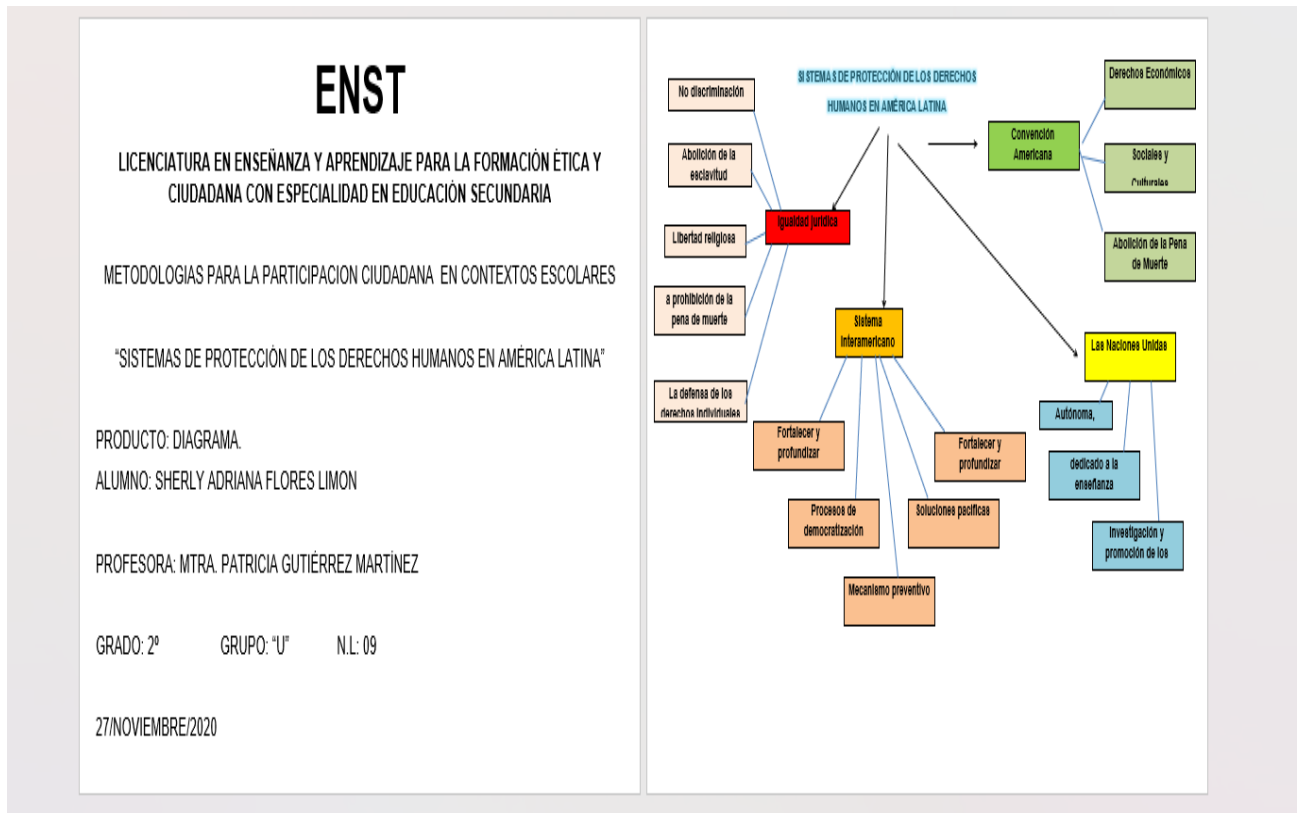 ENST
LICENCIATURA EN ENSEÑANZA Y APRENDIZAJE PARA LA FORMACIÓN ÉTICA Y
CIUDADANA CON ESPECIALIDAD EN EDUCACIÓN SECUNDARIA
METODOLOGIAS PARA LA PARTICIPACION CIUDADANA EN CONTEXTOS ESCOLARES
“SISTEMAS DE PROTECCIÓN DE LOS DERECHOS HUMANOS EN AMÉRICA LATINA”
PRODUCTO: DIAGRAMA.
ALUMNO: SHERLY ADRIANA FLORES LIMON
PROFESORA: MTRA. PATRICIA GUTIÉRREZ MARTÍNEZ
GRADO: 2º GRUPO: “U” N.L: 09
27/NOVIEMBRE/2020
SISTEMAS DE PROTECCIÓN DE LOS DERECHOS
HUMANOS EN AMÉRICA LATINA
No discriminación
Abolición de la
esclavitud
Libertad religiosa
a prohibición de la
pena de muerte
La defensa de los
derechos individuales
Igualdad jurídica
Convención
Americana
Derechos Económicos
Sociales y
Culturales
Abolición de la Pena
de Muerte
Sistema
Interamericano
Fortalecer y
profundizar
Procesos de
democratización
Mecanismo preventivo
Soluciones pacificas
Fortalecer y
profundizar
Las Naciones Unidas
Autónoma,
dedicado a la
enseñanza
Investigación y
promoción de los